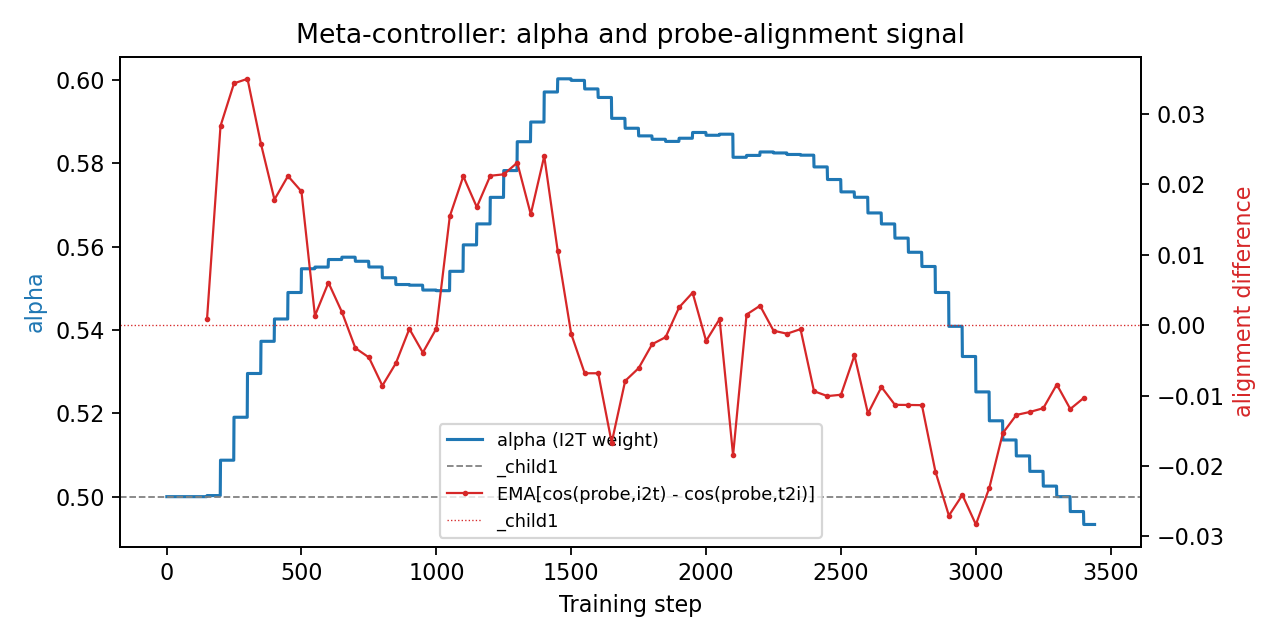 Meta-controller: alpha and probe-alignment signal
0.60
0.58
0.56
0.54
0.52
0.50
alpha
0.03
0.02
0.01
0.00
−0.01
−0.02
−0.03
alignment difference
alpha (I2T weight)
_child1
EMA[cos(probe,i2t) - cos(probe,t2i)]
_child1
0 500 1000 1500 2000 2500 3000 3500
Training step